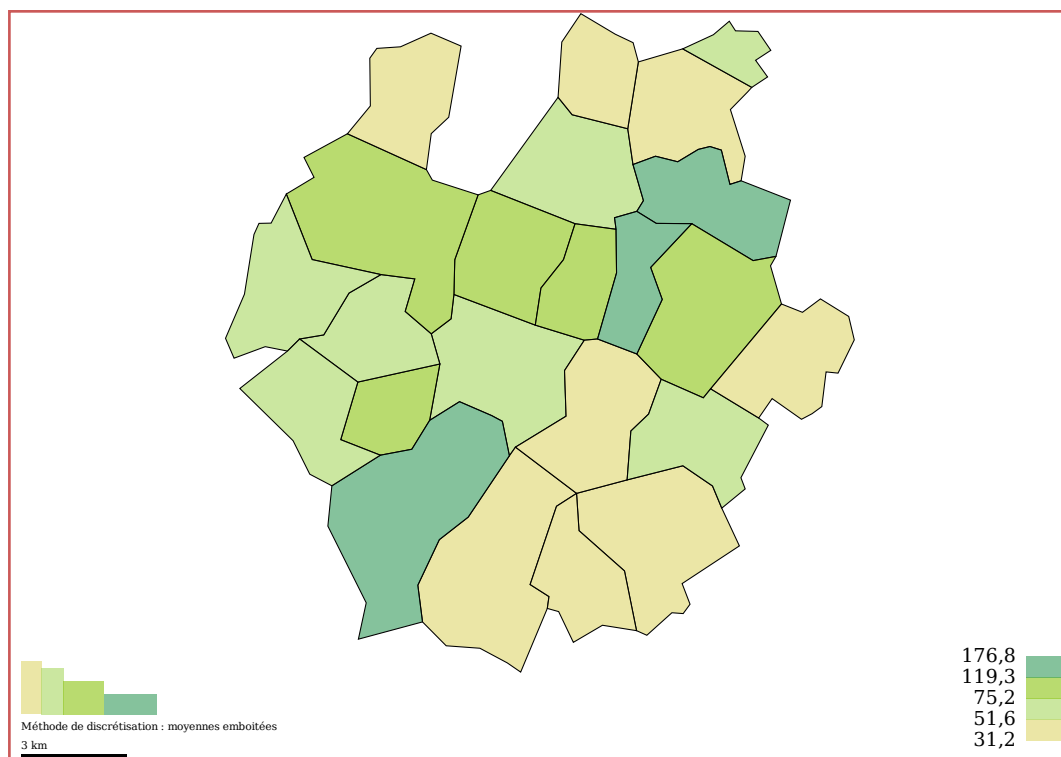 176,8
119,3
75,2
51,6
31,2
Méthode de discrétisation : moyennes emboitées
3 km